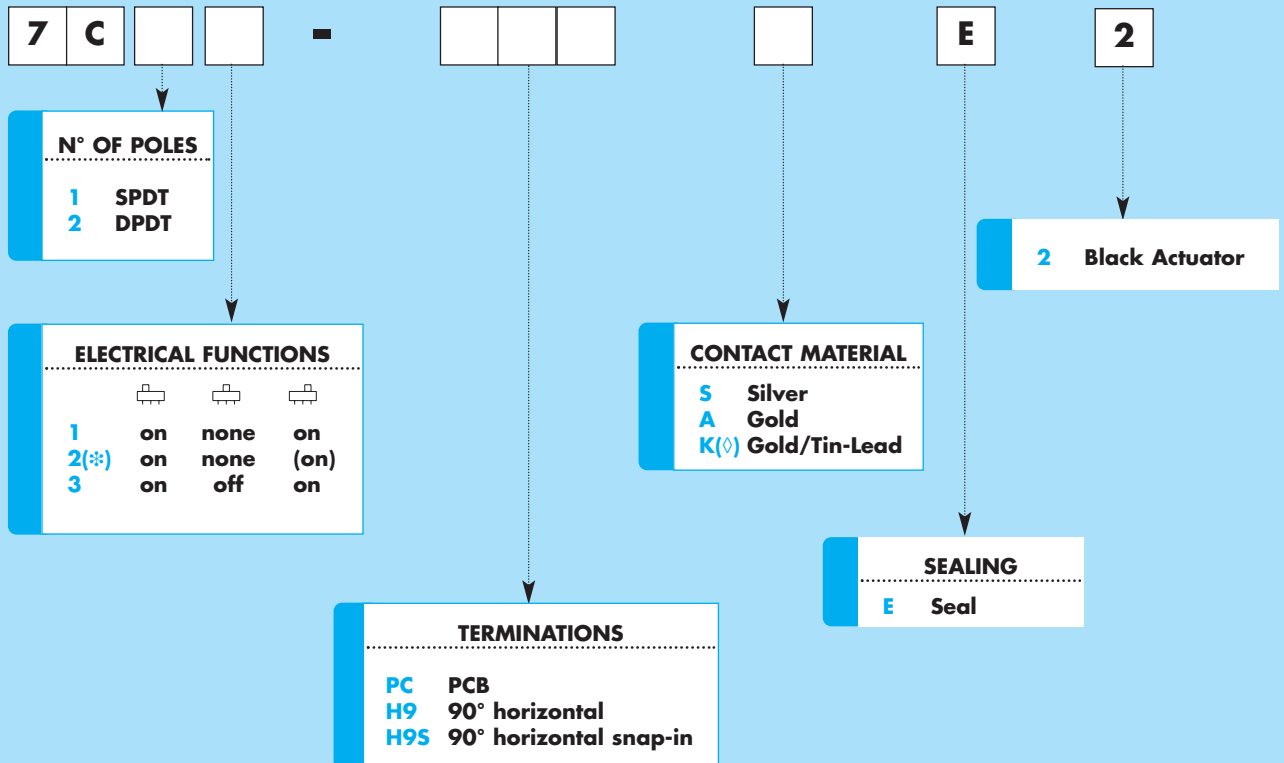 7 C - E 2
N° OF POLES
1 SPDT
2 DPDT
2 Black Actuator
ELECTRICAL FUNCTIONS
1 on none on
2(✻) on none (on)
3 on off on
CONTACT MATERIAL
S Silver
A Gold
K(◊) Gold/Tin-Lead
SEALING
E Seal
TERMINATIONS
PC PCB
H9 90° horizontal
H9S 90° horizontal snap-in